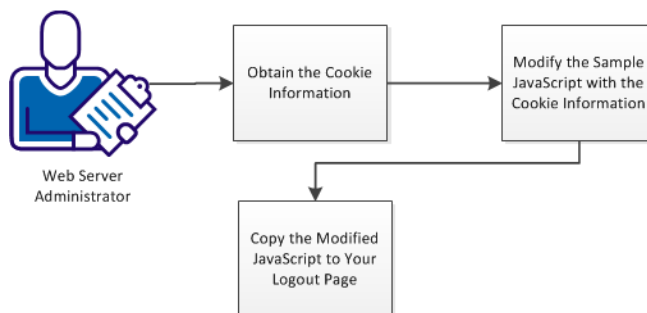 Web Server
Administrator
Obtain the Cookie
Information
Modify the Sample
JavaScript with the
Cookie Information
Copy the Modified
JavaScript to Your
Logout Page